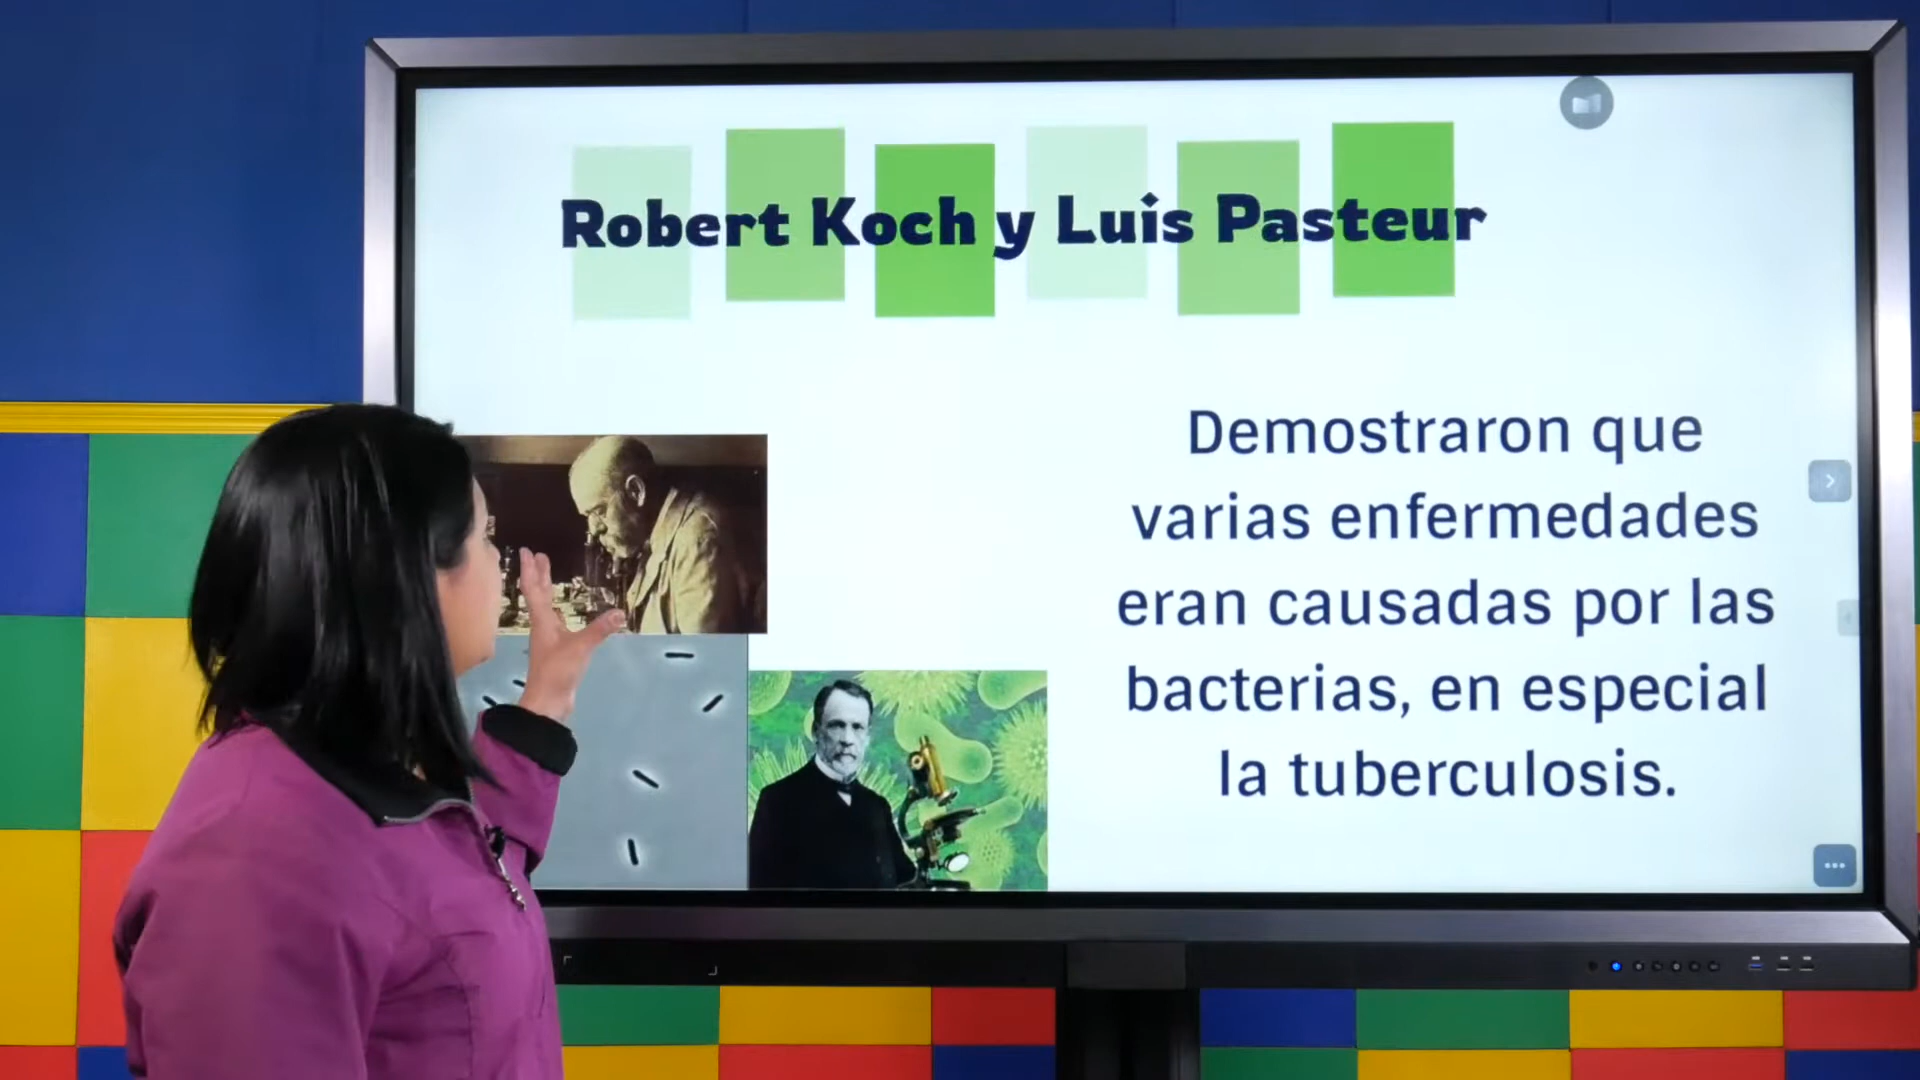 Robert Koch y Luis Pasteur
Demostraron que
varias enfermedades
eran causadas por las
bacterias, en especial
la tuberculosis.